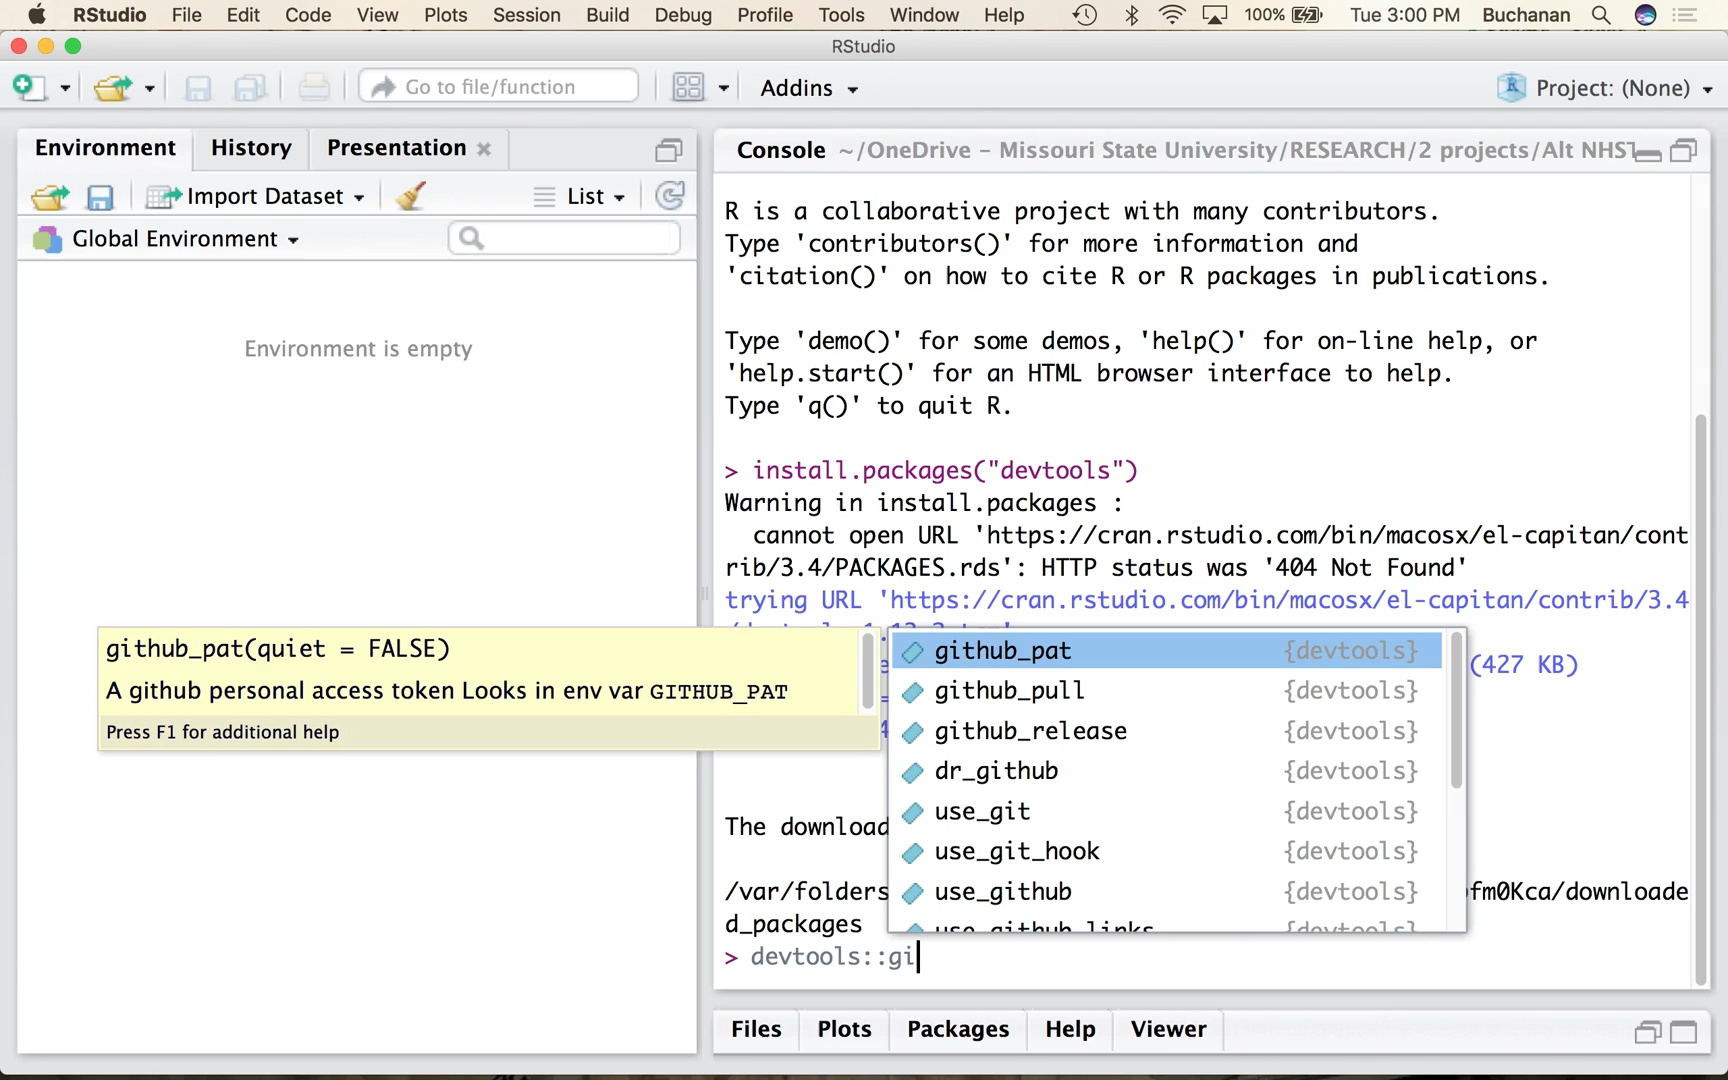 RStudio File Edit Code View Plots Session Build Debug Profile Tools Window Help 100% Tue 3:00 PM Buchanan
RStudio
Go to file/function Addins Project: (None)
Environment History Presentation
Import Dataset List
Global Environment
Environment is empty
Console ~/OneDrive - Missouri State University/RESEARCH/2 projects/Alt NHST
R is a collaborative project with many contributors.
Type 'contributors()' for more information and
'citation()' on how to cite R or R packages in publications.
Type 'demo()' for some demos, 'help()' for on-line help, or
'help.start()' for an HTML browser interface to help.
Type 'q()' to quit R.
> install.packages("devtools")
Warning in install.packages :
cannot open URL 'https://cran.rstudio.com/bin/macosx/el-capitan/cont
rib/3.4/PACKAGES.rds': HTTP status was '404 Not Found'
trying URL 'https://cran.rstudio.com/bin/macosx/el-capitan/contrib/3.4
(427 KB)
github_pat(quiet = FALSE)
A github personal access token Looks in env var GITHUB_PAT
Press F1 for additional help
github_pat {devtools}
github_pull {devtools}
github_release {devtools}
dr_github {devtools}
use_git {devtools}
use_git_hook {devtools}
use_github {devtools}
use_github_links {devtools}
The download
/var/folders fm0Kca/downloade
d_packages
> devtools::gi
Files Plots Packages Help Viewer